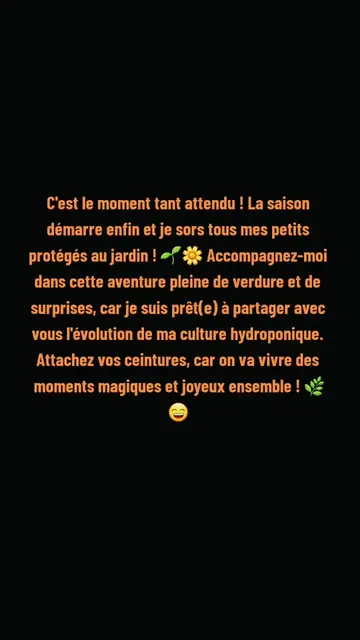 C'est le moment tant attendu ! La saison
démarre enfin et je sors tous mes petits
protégés au jardin ! 🌱🌼 Accompagnez-moi
dans cette aventure pleine de verdure et de
surprises, car je suis prêt(e) à partager avec
vous l'évolution de ma culture hydroponique.
Attachez vos ceintures, car on va vivre des
moments magiques et joyeux ensemble ! 🌿
😄